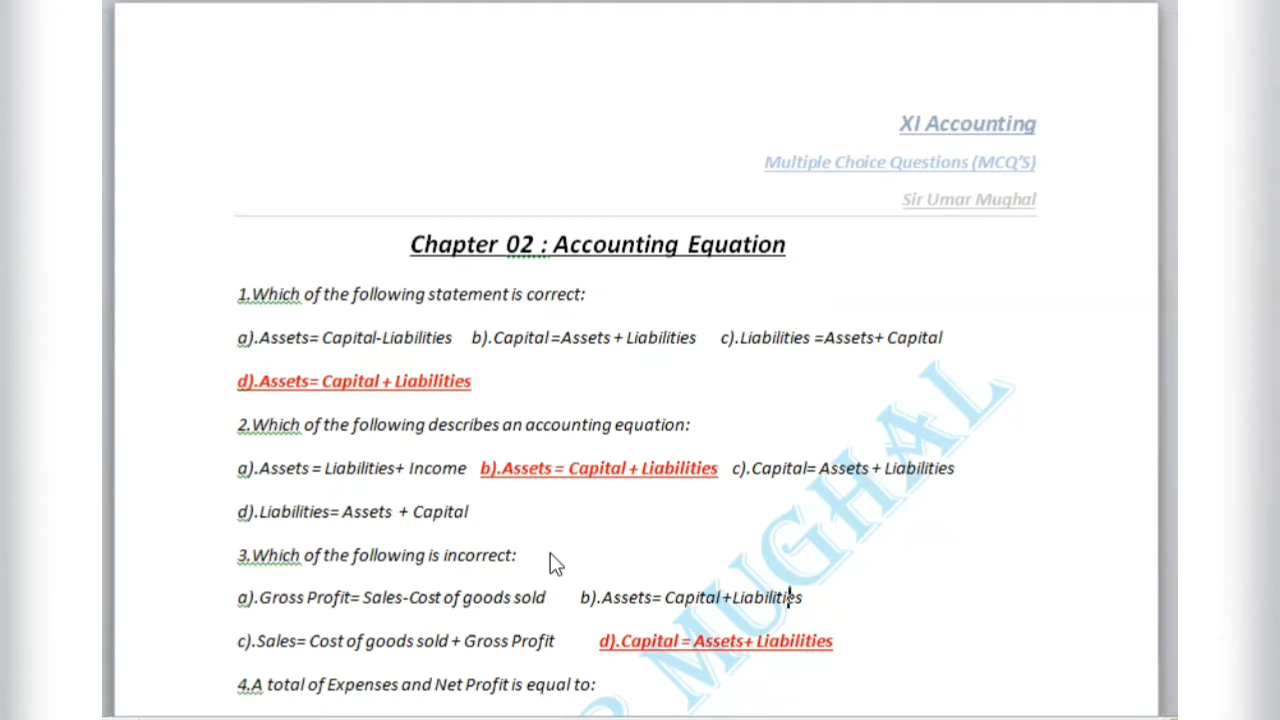 XI Accounting
Multiple Choice Questions (MCQ'S)
Sir Umar Mughal
Chapter 02 : Accounting Equation
1.Which of the following statement is correct:
a).Assets= Capital-Liabilities b).Capital =Assets + Liabilities c).Liabilities =Assets+ Capital
d).Assets= Capital + Liabilities
2.Which of the following describes an accounting equation:
a).Assets = Liabilities+ Income b).Assets = Capital + Liabilities c).Capital= Assets + Liabilities
d).Liabilities= Assets + Capital
3.Which of the following is incorrect:
a).Gross Profit= Sales-Cost of goods sold b).Assets= Capital +Liabilities
c).Sales= Cost of goods sold + Gross Profit d).Capital = Assets+ Liabilities
4.A total of Expenses and Net Profit is equal to:
MUGHAL